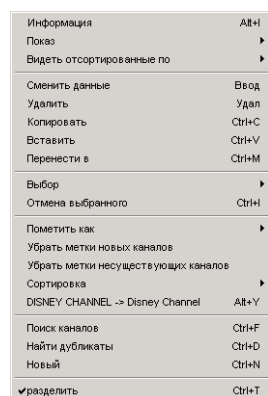 Информация Alt+I
Показ
Видеть отсортированные по
Сменить данные Ввод
Удалить Удал
Копировать Ctrl+C
Вставить Ctrl+V
Перенести в Ctrl+M
Выбор
Отмена выбранного Ctrl+I
Пометить как
Убрать метки новых каналов
Убрать метки несуществующих каналов
Сортировка
DISNEY CHANNEL -> Disney Channel Alt+Y
Поиск каналов Ctrl+F
Найти дубликаты Ctrl+D
Новый Ctrl+N
разделить Ctrl+T